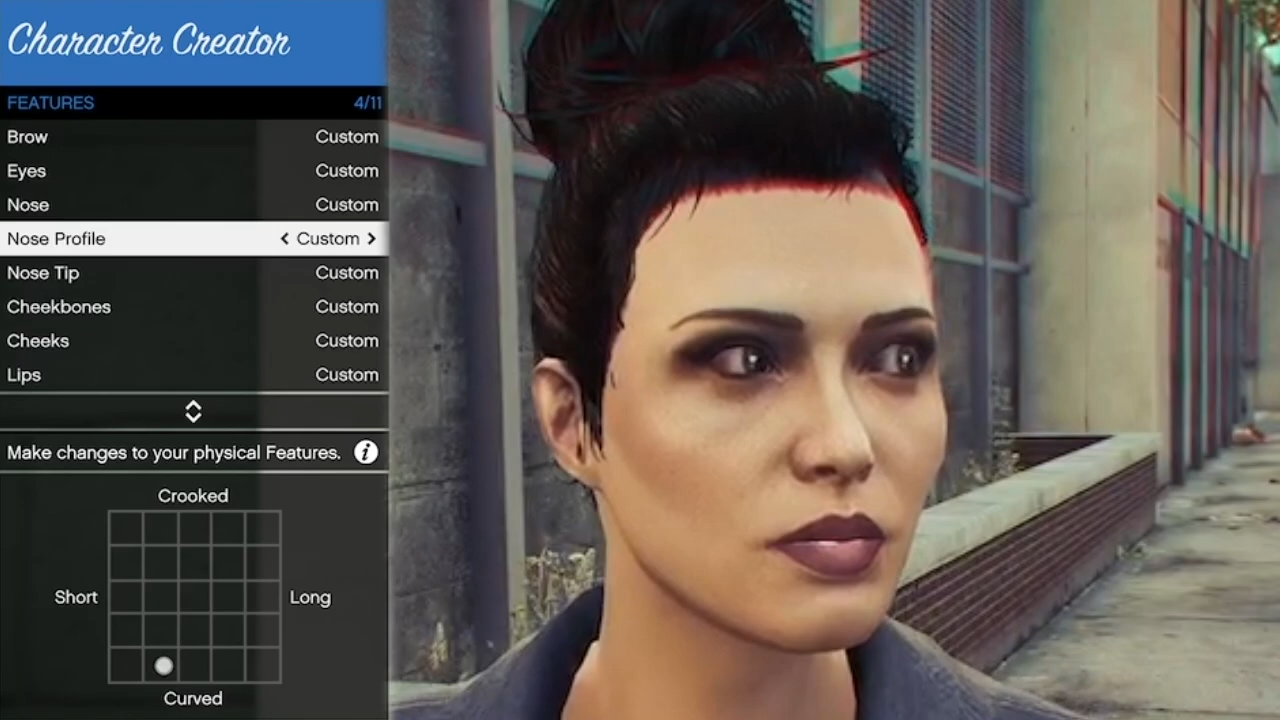 Character Creator
FEATURES 4/11
Brow Custom
Eyes Custom
Nose Custom
Nose Profile < Custom >
Nose Tip Custom
Cheekbones Custom
Cheeks Custom
Lips Custom
Make changes to your physical Features. i
Crooked
Short Long
Curved